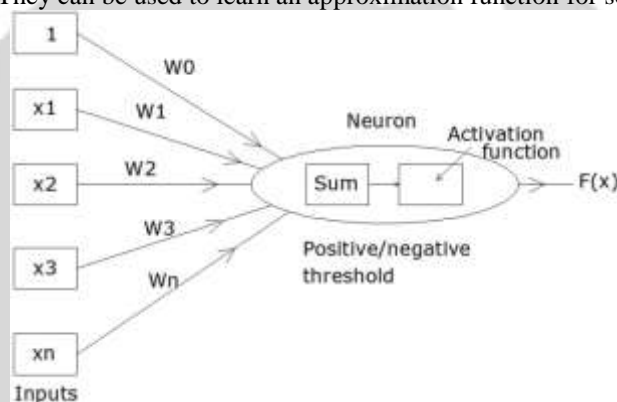 They can be used to learn an approximation function for
1
W0
x1
W1
Neuron
Activation
function
x2
W2
Sum
F(x)
x3
W3
Positive/negative
threshold
Wn
xn
Inputs